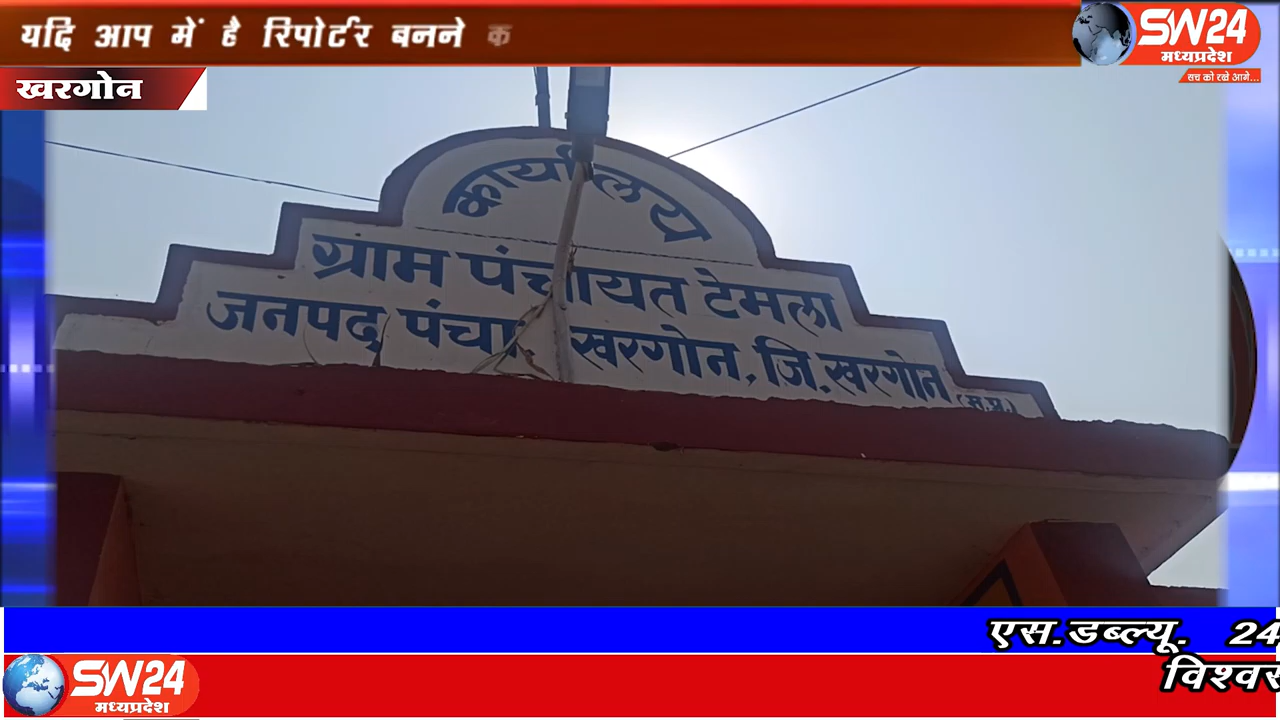 यदि आप में है रिपोर्टर बनने क
SW24
मध्यप्रदेश
सच को रखे आगे...
खरगोन
कार्यालय
ग्राम पंचायत टेमला
जनपद पंचा खरगोन, जि. खरगोन (म.प्र.)
एस.डब्ल्यू. 24
विश्वस
SW24
मध्यप्रदेश